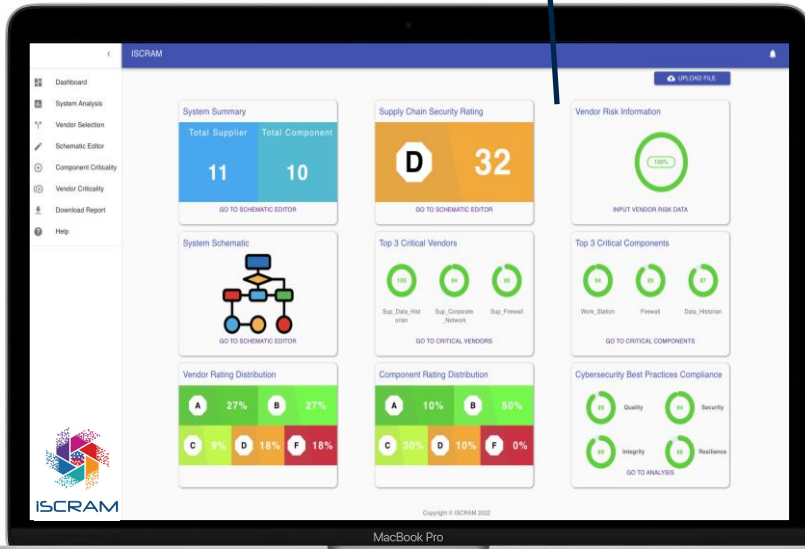 ISCRAM
UPLOAD FILE
Dashboard
System Analysis
Vendor Selection
Schematic Editor
Component Criticality
Vendor Criticality
Download Report
Help
System Summary
Total Supplier Total Component
11 10
GO TO SCHEMATIC EDITOR
Supply Chain Security Rating
D 32
GO TO SCHEMATIC EDITOR
Vendor Risk Information
100%
INPUT VENDOR RISK DATA
System Schematic
GO TO SCHEMATIC EDITOR
Top 3 Critical Vendors
100 94
Sup_Data_Hist
orian
Sup_Corporate
_Network
Sup_Firewall
GO TO CRITICAL VENDORS
Top 3 Critical Components
94 89 87
Work_Station Firewall Data_Historian
GO TO CRITICAL COMPONENTS
Vendor Rating Distribution
A 27% B 27%
C 9% D 18% F 18%
Component Rating Distribution
A 10% B 50%
C 30% D 10% F 0%
Cybersecurity Best Practices Compliance
Quality
94 Security
Integrity
Resilience
GO TO ANALYSIS
iSCRAM
Copyright © ISCRAM 2022
MacBook Pro